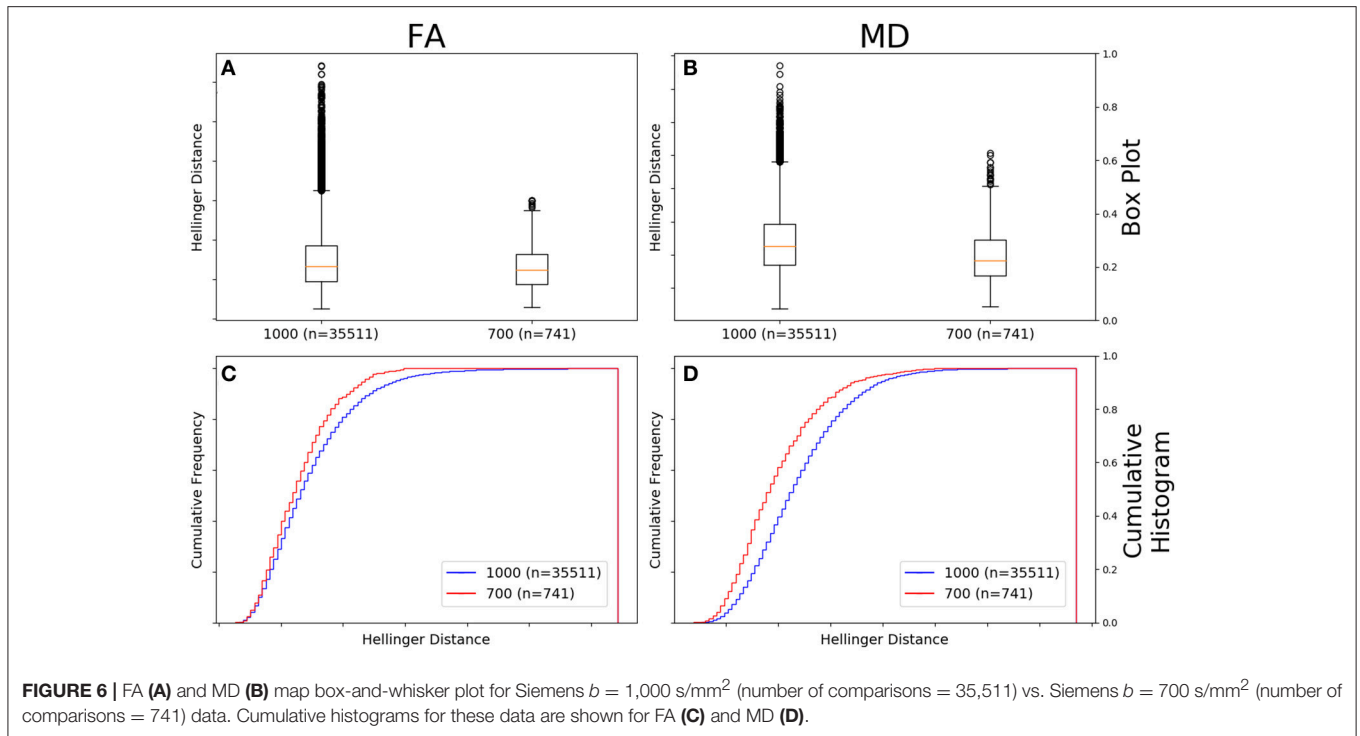 FA
MD
A
B
Hellinger Distance
Hellinger Distance
1.0
0.8
0.6
0.4
0.2
0.0
Box Plot
1000 (n=35511)
700 (n=741)
1000 (n=35511)
700 (n=741)
C
D
Cumulative Frequency
Cumulative Frequency
1.0
0.8
0.6
0.4
0.2
0.0
Cumulative
Histogram
1000 (n=35511)
700 (n=741)
1000 (n=35511)
700 (n=741)
Hellinger Distance
Hellinger Distance
FIGURE 6 | FA (A) and MD (B) map box-and-whisker plot for Siemens b = 1,000 s/mm² (number of comparisons = 35,511) vs. Siemens b = 700 s/mm² (number of
comparisons = 741) data. Cumulative histograms for these data are shown for FA (C) and MD (D).